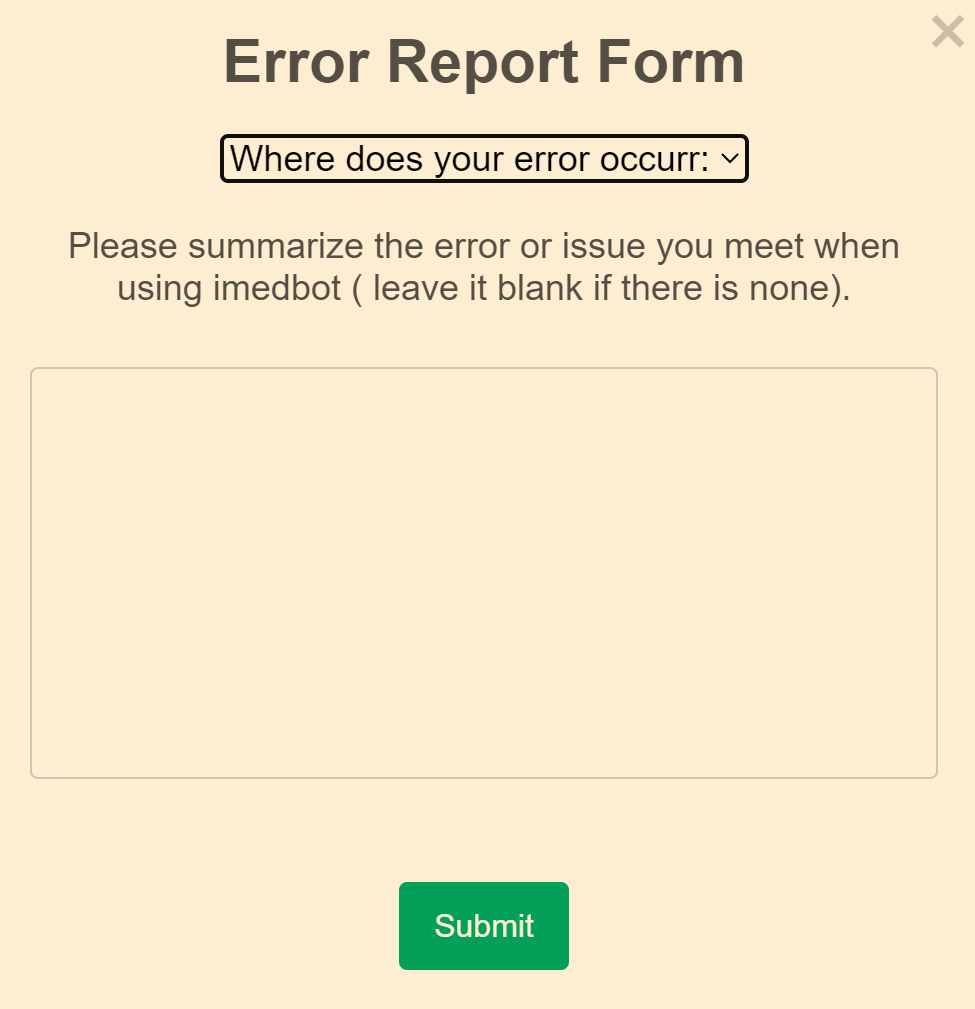 Error Report Form
Where does your error occurr:
Please summarize the error or issue you meet when
using imedbot ( leave it blank if there is none).
Submit